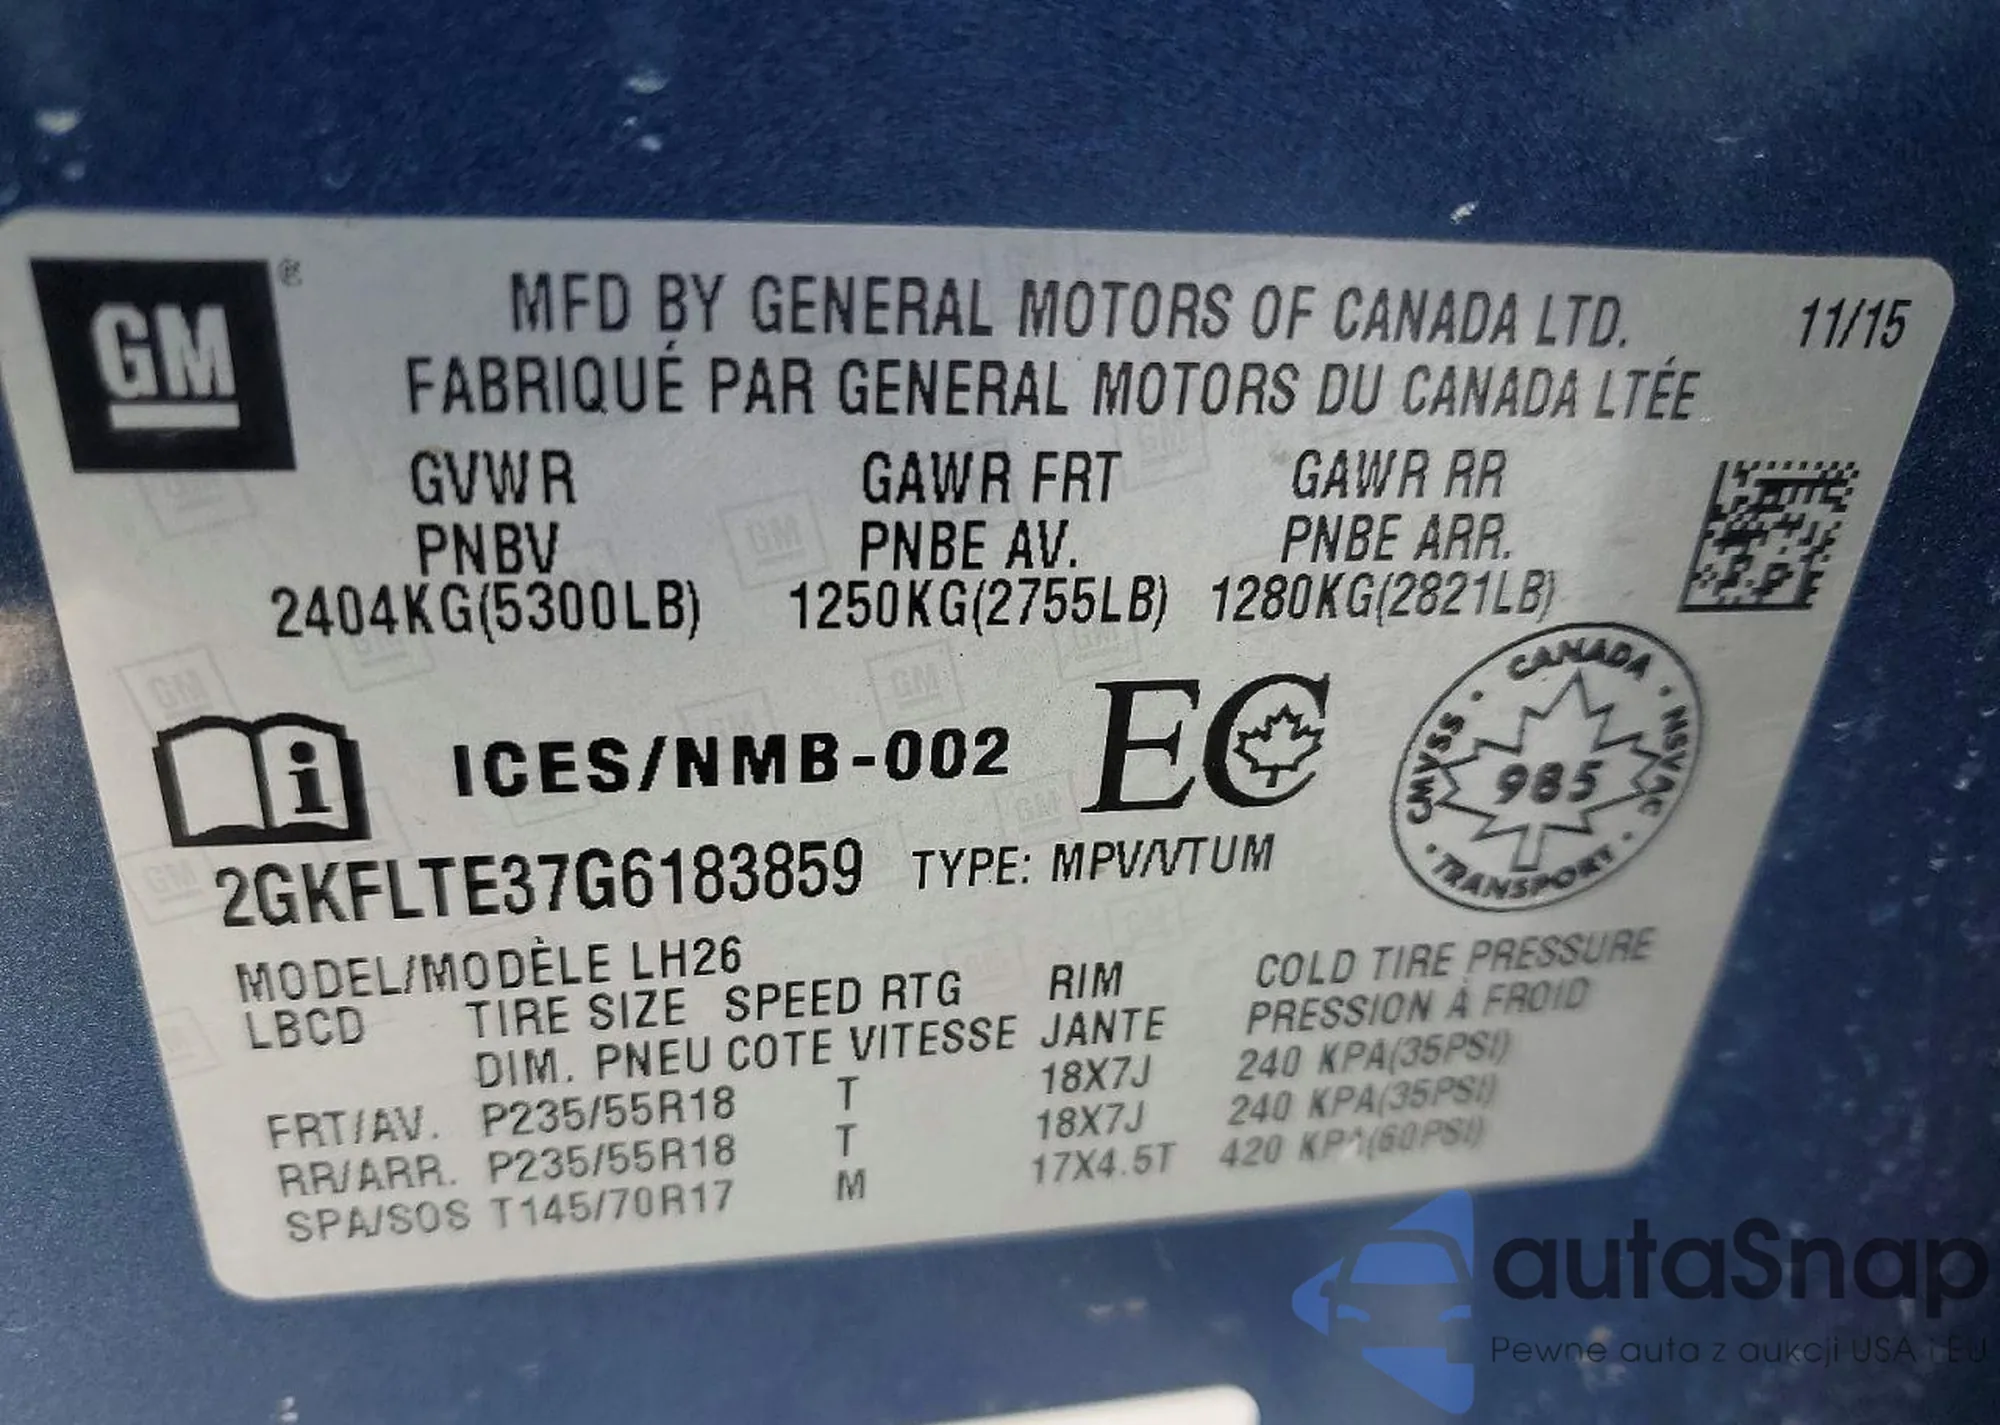 GM ®
MFD BY GENERAL MOTORS OF CANADA LTD. 11/15
FABRIQUÉ PAR GENERAL MOTORS DU CANADA LTÉE
GVWR GAWR FRT GAWR RR
PNBV PNBE AV. PNBE ARR.
2404KG(5300LB) 1250KG(2755LB) 1280KG(2821LB)
i ICES/NMB-002 EC
CANADA · NSVAC · TRANSPORT · CMVSS ·
985
2GKFLTE37G6183859 TYPE: MPV/VTUM
MODEL/MODÈLE LH26
LBCD TIRE SIZE SPEED RTG RIM COLD TIRE PRESSURE
DIM. PNEU COTE VITESSE JANTE PRESSION À FROID
FRT/AV. P235/55R18 T 18X7J 240 KPA(35PSI)
RR/ARR. P235/55R18 T 18X7J 240 KPA(35PSI)
SPA/SOS T145/70R17 M 17X4.5T 420 KPA(60PSI)
autaSnap
Pewne auta z aukcji USA i EU